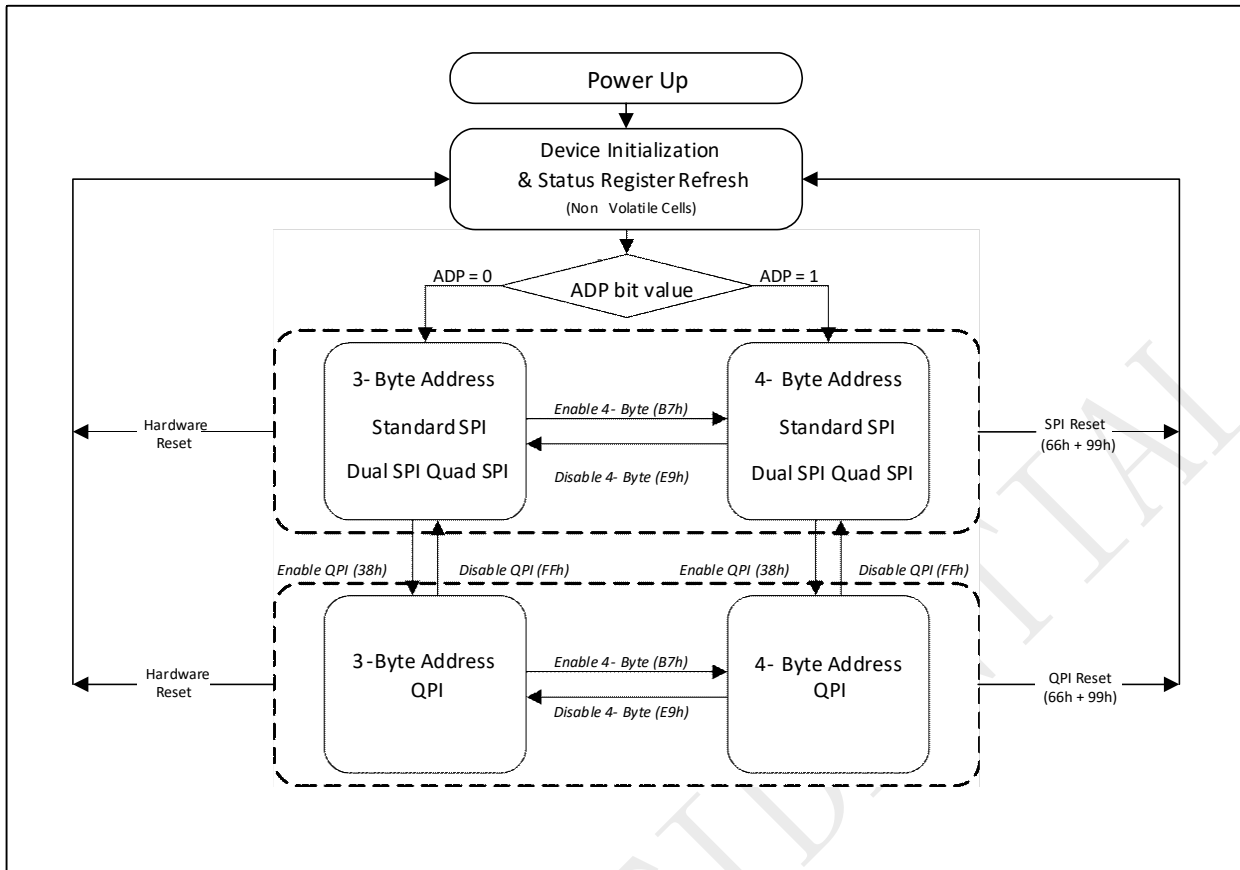 Power Up
Device Initialization
& Status Register Refresh
(Non Volatile Cells)
ADP = 0
ADP bit value
ADP = 1
3- Byte Address
Standard SPI
Dual SPI Quad SPI
Enable 4- Byte (B7h)
Disable 4- Byte (E9h)
4- Byte Address
Standard SPI
Dual SPI Quad SPI
Hardware
Reset
SPI Reset
(66h + 99h)
Enable QPI (38h)
Disable QPI (FFh)
Enable QPI (38h)
Disable QPI (FFh)
3-Byte Address
QPI
Enable 4- Byte (B7h)
Disable 4- Byte (E9h)
4- Byte Address
QPI
Hardware
Reset
QPI Reset
(66h + 99h)